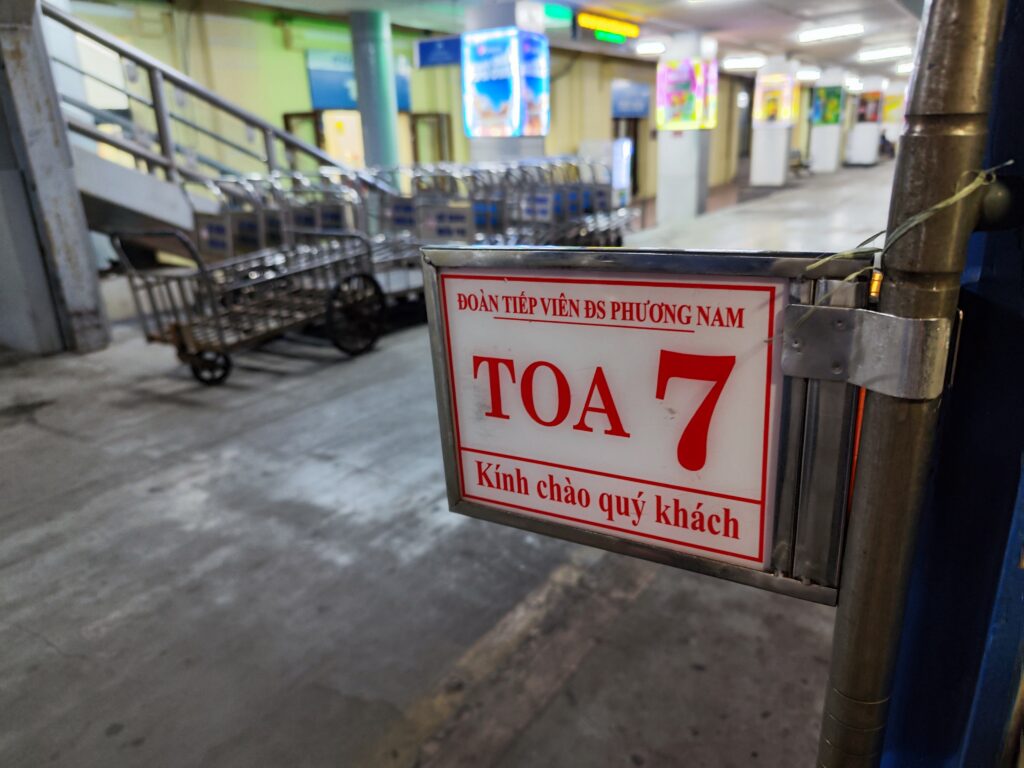 ĐOÀN TIẾP VIÊN ĐS PHƯƠNG NAM
TOA 7
Kính chào quý khách